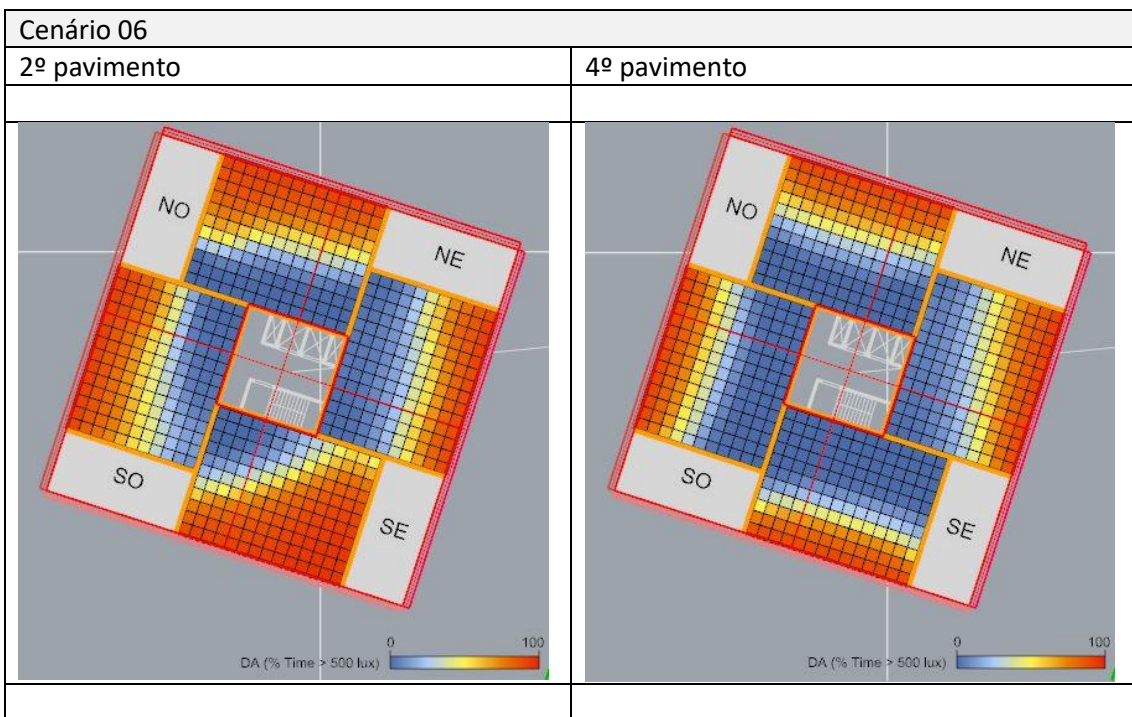 Cenário 06
2º pavimento
4º pavimento
NO
NE
SO
SE
0
100
DA (% Time > 500 lux)
NO
NE
SO
SE
0
100
DA (% Time > 500 lux)